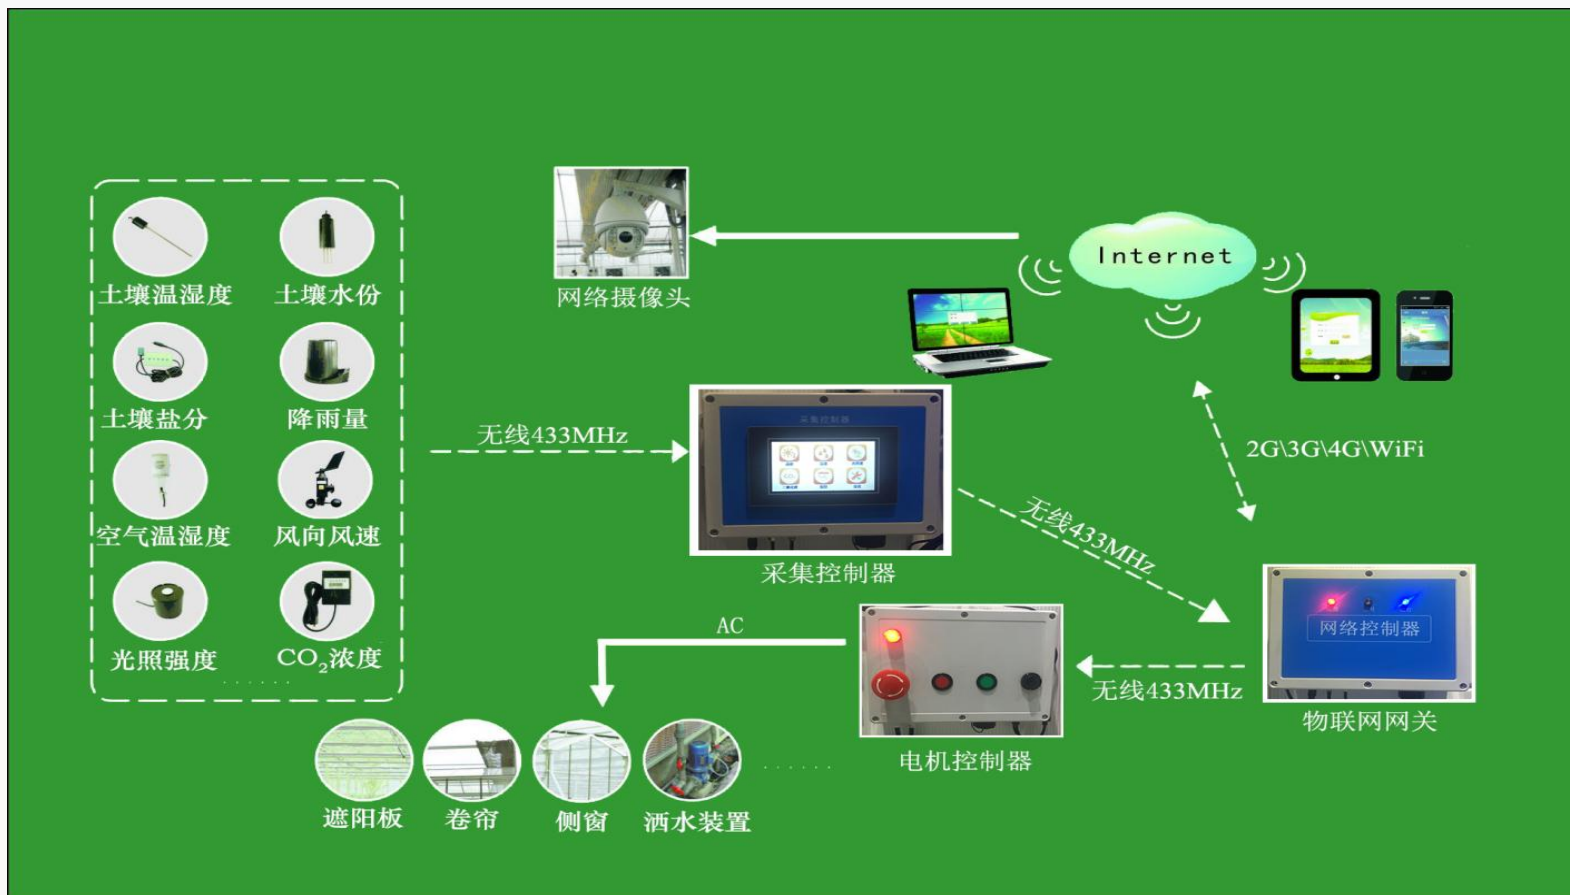 网络摄像头
Internet
土壤温湿度
土壤水份
土壤盐分
降雨量
空气温湿度
风向风速
光照强度
CO₂浓度
······
无线433MHz
采集控制器
采集控制器
2G\3G\4G\WiFi
无线433MHz
网络控制器
物联网网关
无线433MHz
电机控制器
AC
遮阳板
卷帘
侧窗
洒水装置
······